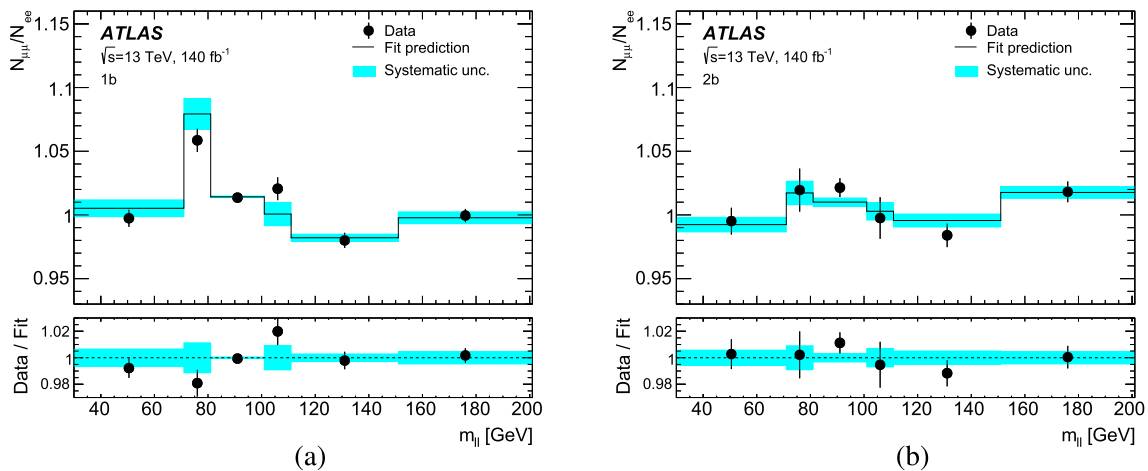 N_μμ/N_ee
1.15
1.1
1.05
1
0.95
ATLAS
√s=13 TeV, 140 fb⁻¹
1b
Data
Fit prediction
Systematic unc.
Data / Fit
1.02
1
0.98
40 60 80 100 120 140 160 180 200
m_ll [GeV]
(a)
N_μμ/N_ee
1.15
1.1
1.05
1
0.95
ATLAS
√s=13 TeV, 140 fb⁻¹
2b
Data
Fit prediction
Systematic unc.
Data / Fit
1.02
1
0.98
40 60 80 100 120 140 160 180 200
m_ll [GeV]
(b)